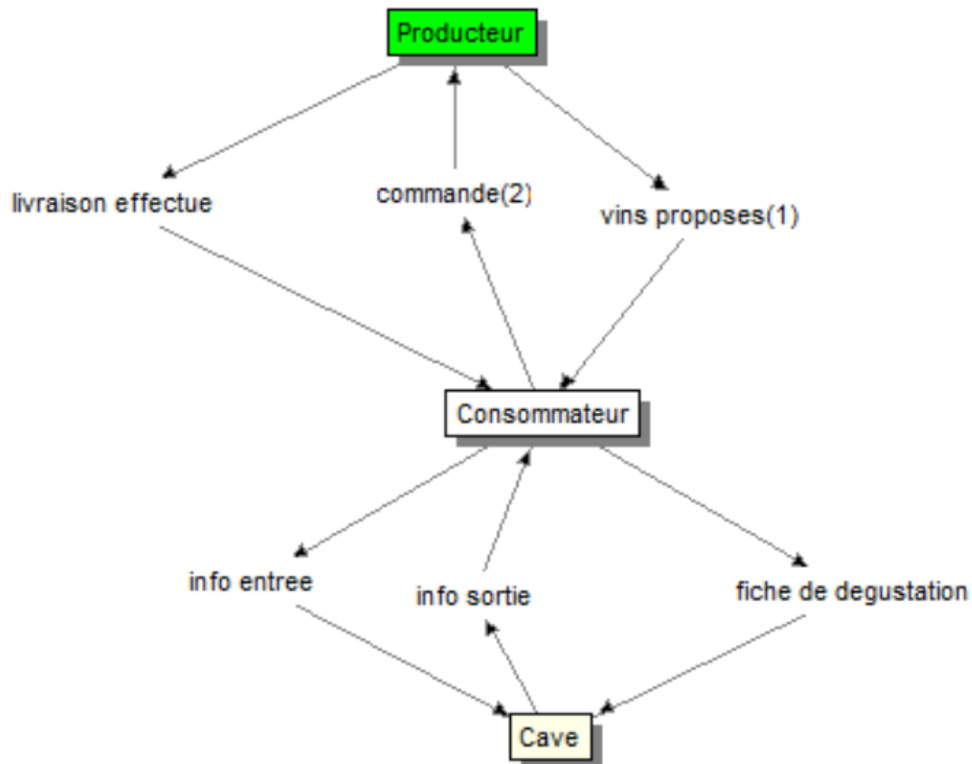 Producteur
livraison effectue
commande(2)
vins proposes(1)
Consommateur
info entree
info sortie
fiche de degustation
Cave